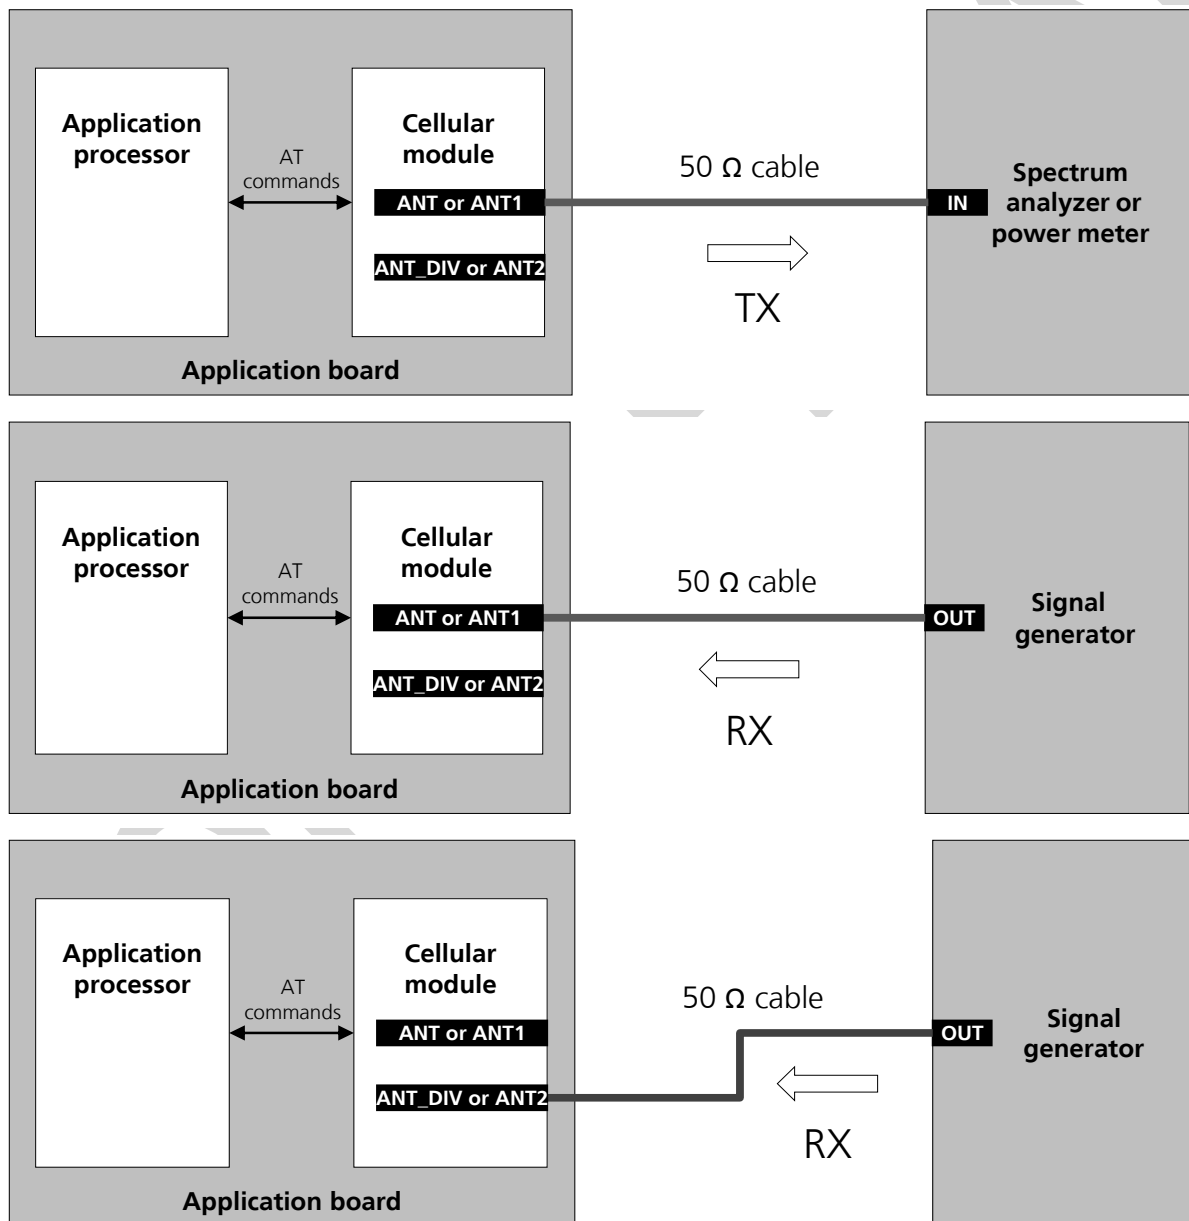 Application
processor
AT
commands
Cellular
module
ANT or ANT1
ANT_DIV or ANT2
Application board
50 Ω cable
TX
IN
Spectrum
analyzer or
power meter
Application
processor
AT
commands
Cellular
module
ANT or ANT1
ANT_DIV or ANT2
Application board
50 Ω cable
RX
OUT
Signal
generator
Application
processor
AT
commands
Cellular
module
ANT or ANT1
ANT_DIV or ANT2
Application board
50 Ω cable
RX
OUT
Signal
generator